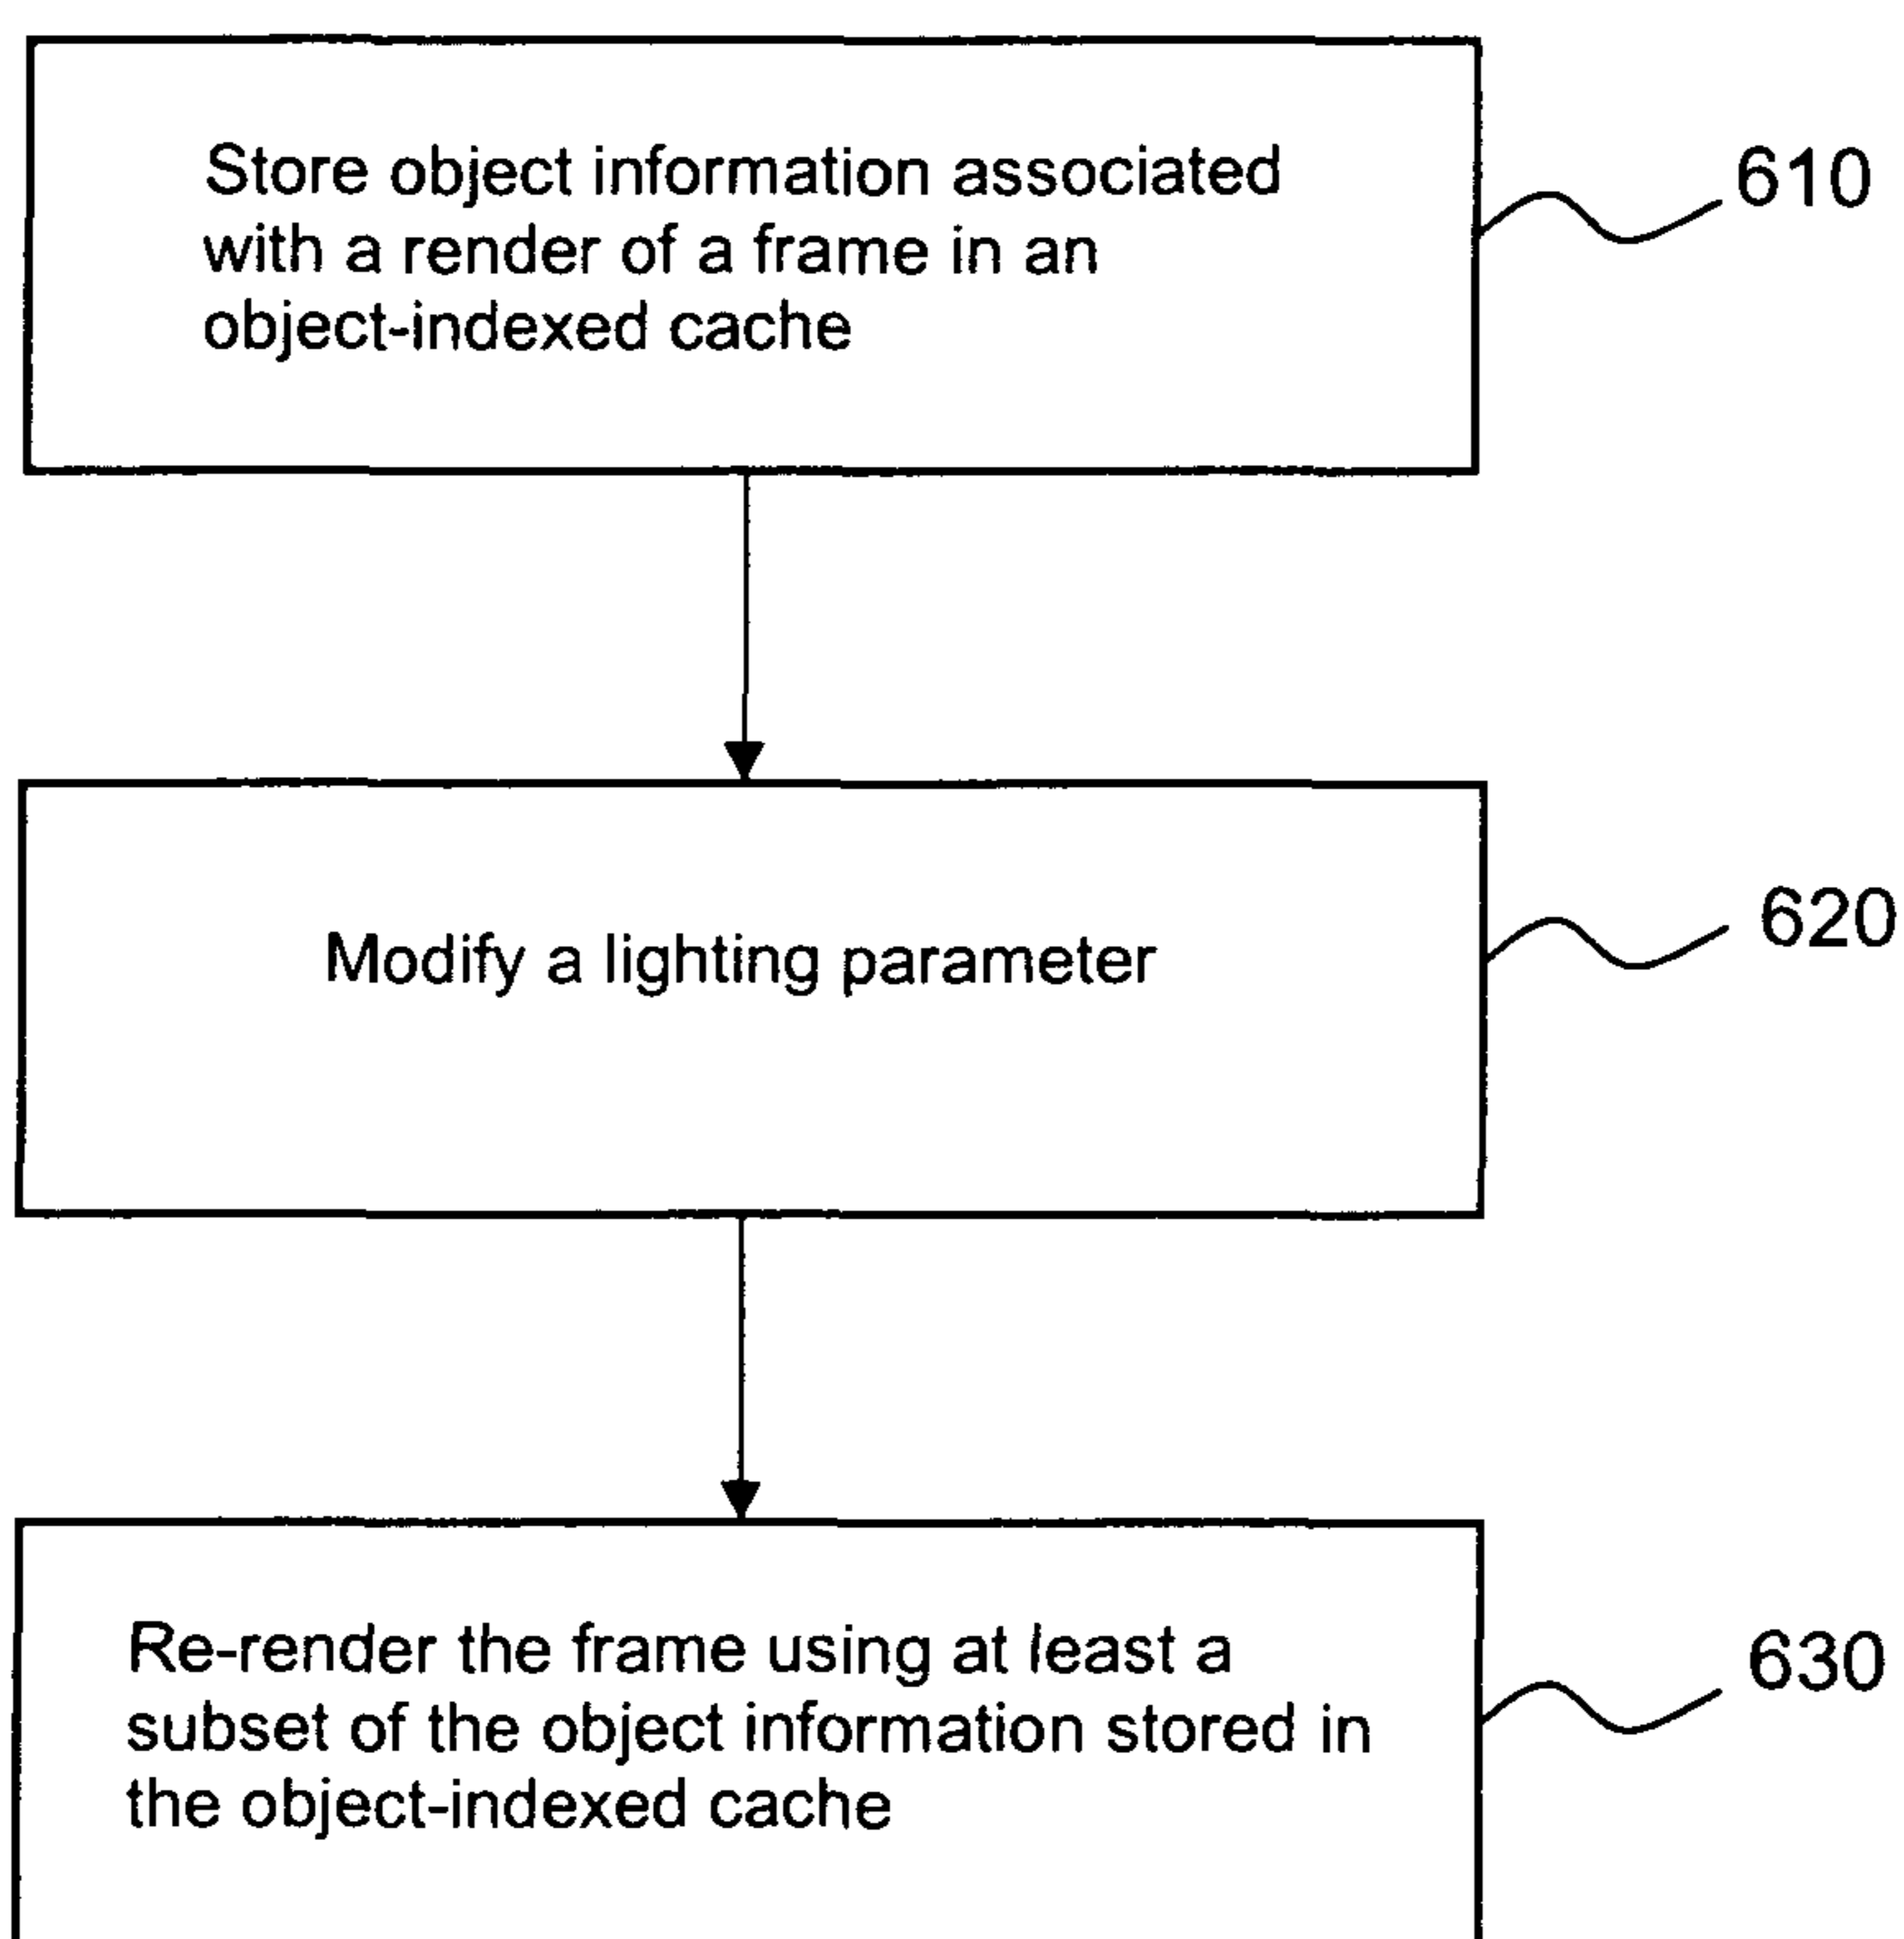 Store object information associated
with a render of a frame in an
object-indexed cache
610
Modify a lighting parameter
620
Re-render the frame using at least a
subset of the object information stored in
the object-indexed cache
630